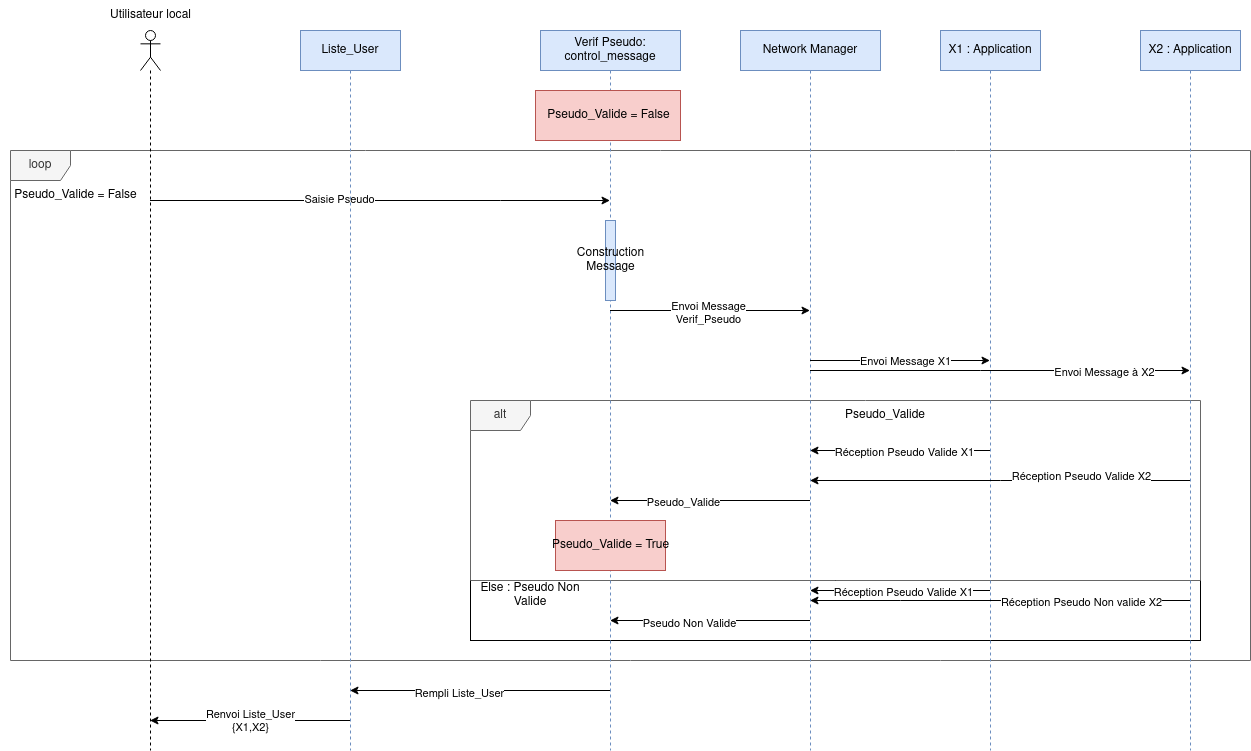 Utilisateur local
Liste_User
Verif Pseudo:
control_message
Network Manager
X1 : Application
X2 : Application
Pseudo_Valide = False
loop
Pseudo_Valide = False
Saisie Pseudo
Construction
Message
Envoi Message
Verif_Pseudo
Envoi Message X1
Envoi Message à X2
alt
Pseudo_Valide
Réception Pseudo Valide X1
Réception Pseudo Valide X2
Pseudo_Valide
Pseudo_Valide = True
Else : Pseudo Non
Valide
Réception Pseudo Valide X1
Réception Pseudo Non valide X2
Pseudo Non Valide
Rempli Liste_User
Renvoi Liste_User
{X1,X2}